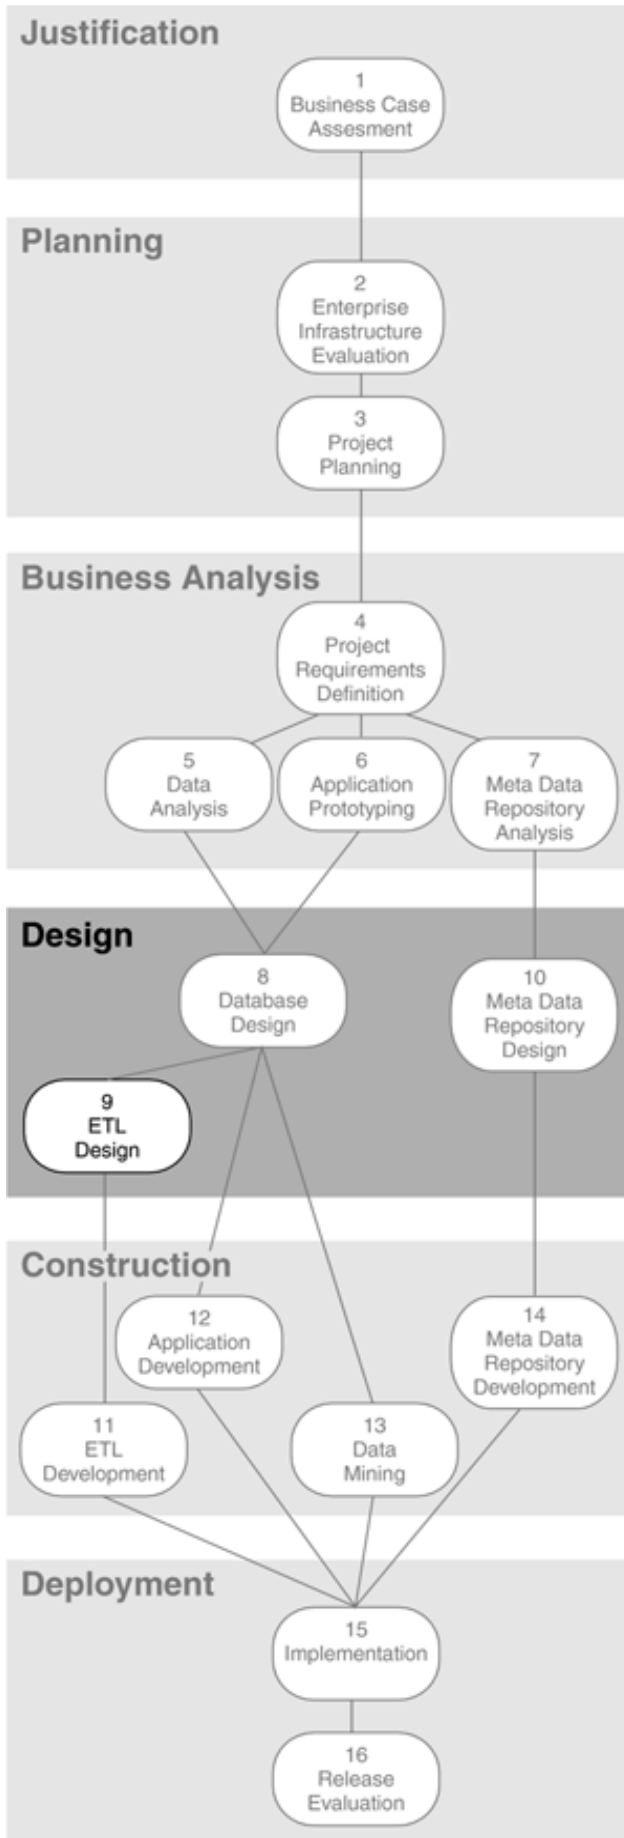 Justification
1
Business Case
Assesment
Planning
2
Enterprise
Infrastructure
Evaluation
3
Project
Planning
Business Analysis
4
Project
Requirements
Definition
5
Data
Analysis
6
Application
Prototyping
7
Meta Data
Repository
Analysis
Design
8
Database
Design
10
Meta Data
Repository
Design
9
ETL
Design
Construction
12
Application
Development
14
Meta Data
Repository
Development
11
ETL
Development
13
Data
Mining
Deployment
15
Implementation
16
Release
Evaluation